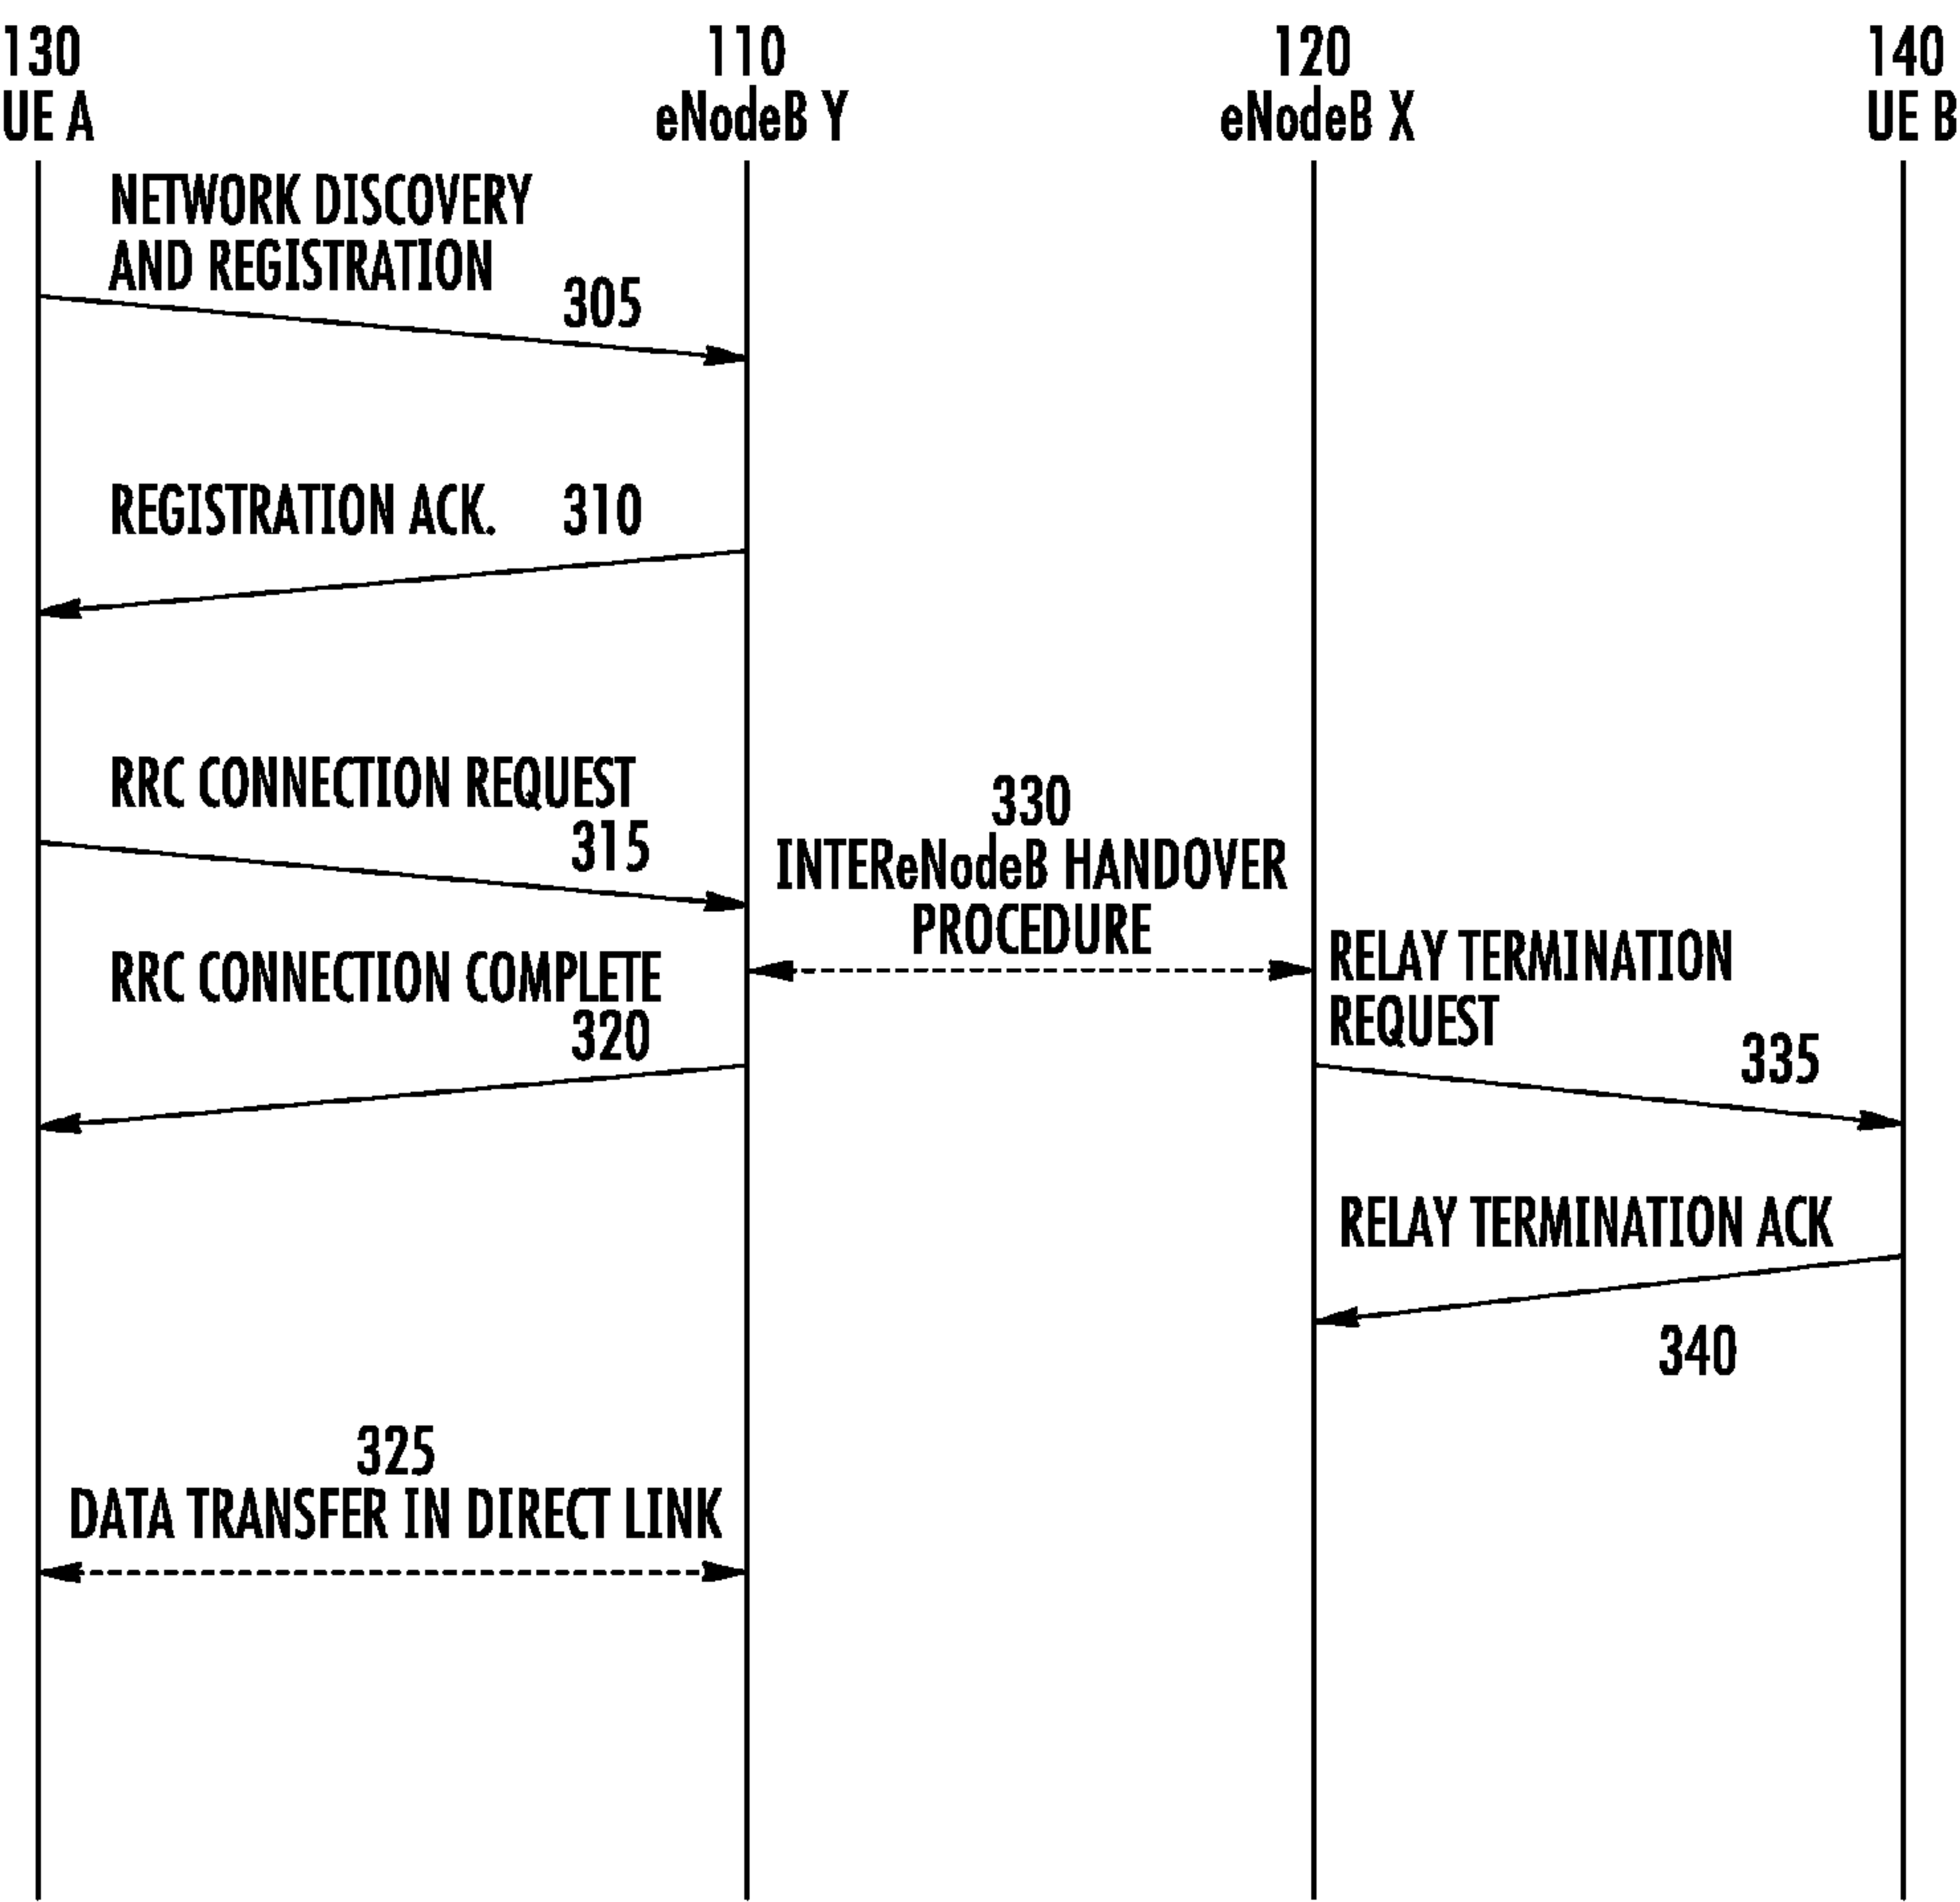 130
UE A
110
eNodeB Y
120
eNodeB X
140
UE B
NETWORK DISCOVERY
AND REGISTRATION
305
REGISTRATION ACK. 310
RRC CONNECTION REQUEST
315
330
INTEReNodeB HANDOVER
PROCEDURE
RRC CONNECTION COMPLETE
320
RELAY TERMINATION
REQUEST
335
RELAY TERMINATION ACK
340
325
DATA TRANSFER IN DIRECT LINK